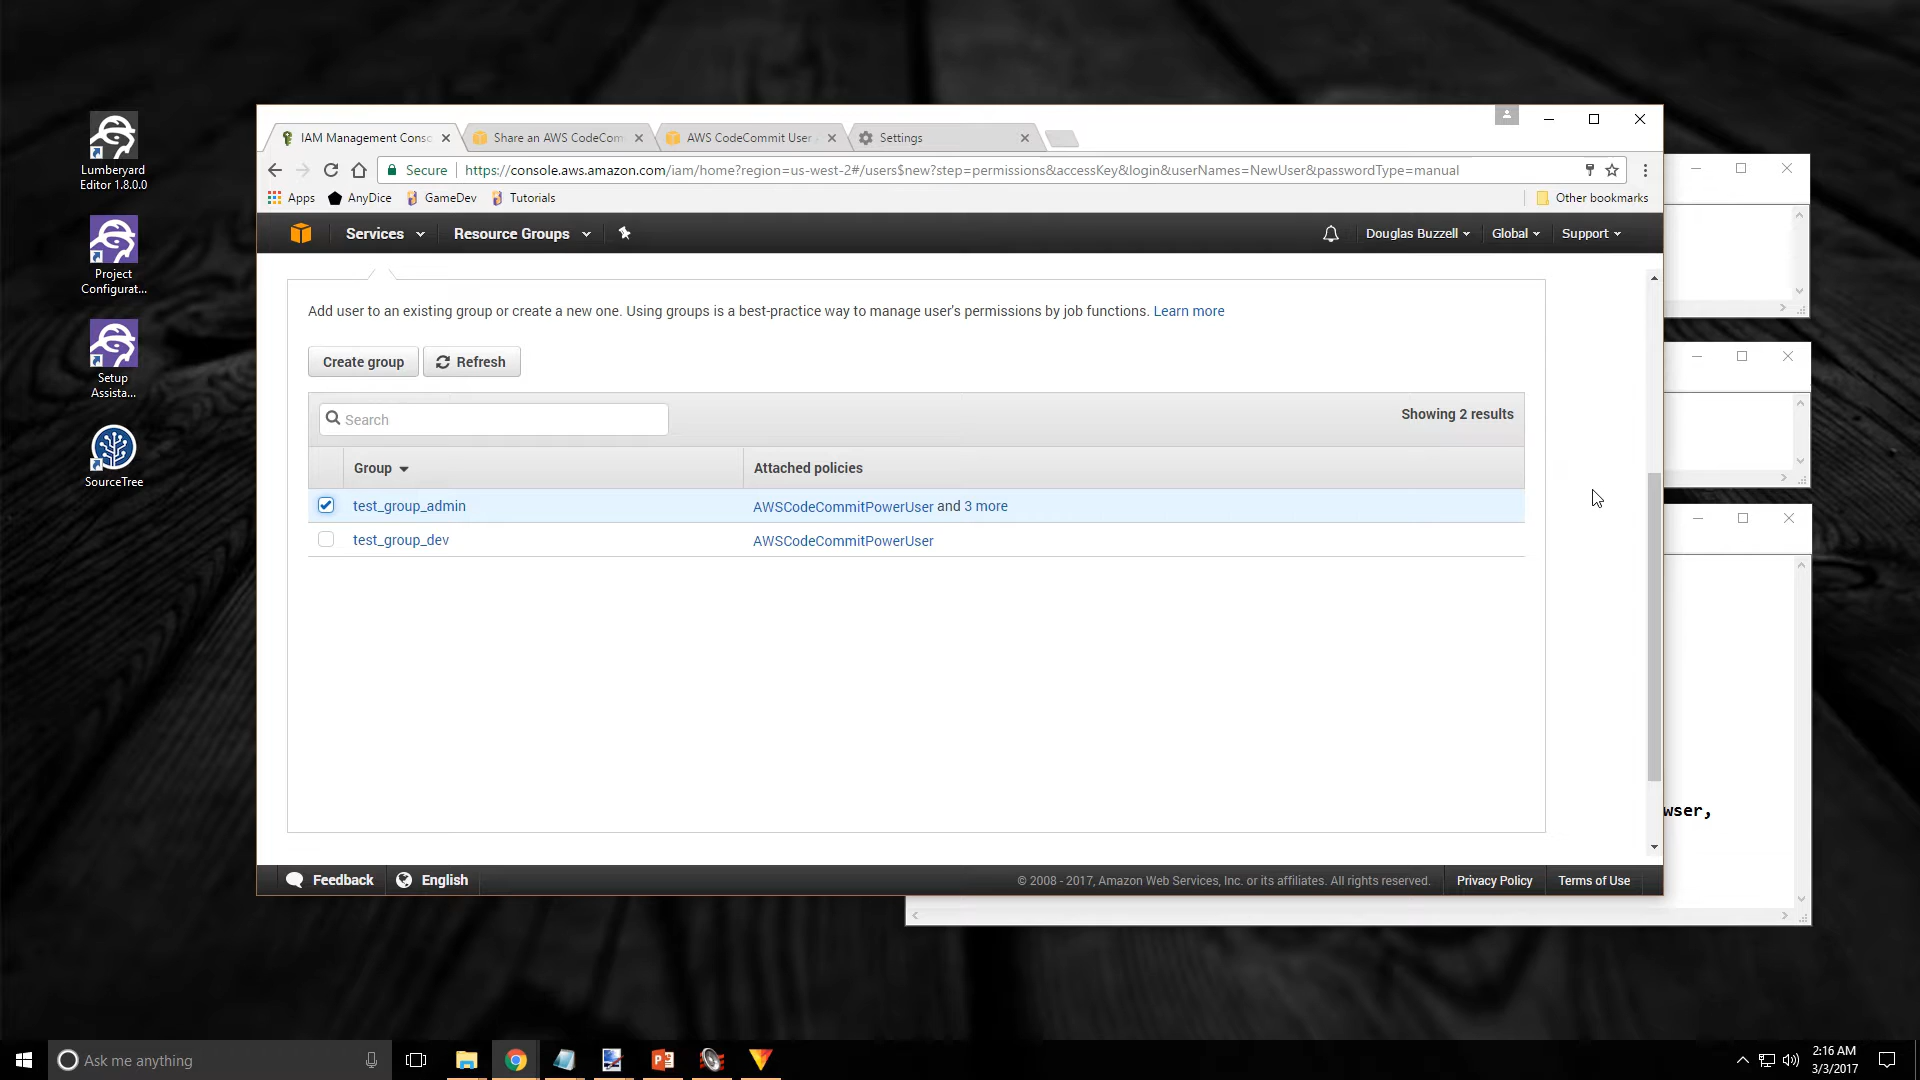 Lumberyard
Editor 1.8.0.0
Project
Configurat...
Setup
Assista...
SourceTree
IAM Management Consc
Share an AWS CodeCom
AWS CodeCommit User
Settings
Secure
https://console.aws.amazon.com/iam/home?region=us-west-2#/users$new?step=permissions&accessKey&login&userNames=NewUser&passwordType=manual
Apps AnyDice GameDev Tutorials Other bookmarks
Services Resource Groups Douglas Buzzell Global Support
Add user to an existing group or create a new one. Using groups is a best-practice way to manage user's permissions by job functions. Learn more
Create group Refresh
Search Showing 2 results
Group Attached policies
test_group_admin AWSCodeCommitPowerUser and 3 more
test_group_dev AWSCodeCommitPowerUser
wser,
Feedback English © 2008 - 2017, Amazon Web Services, Inc. or its affiliates. All rights reserved. Privacy Policy Terms of Use
Ask me anything
2:16 AM
3/3/2017